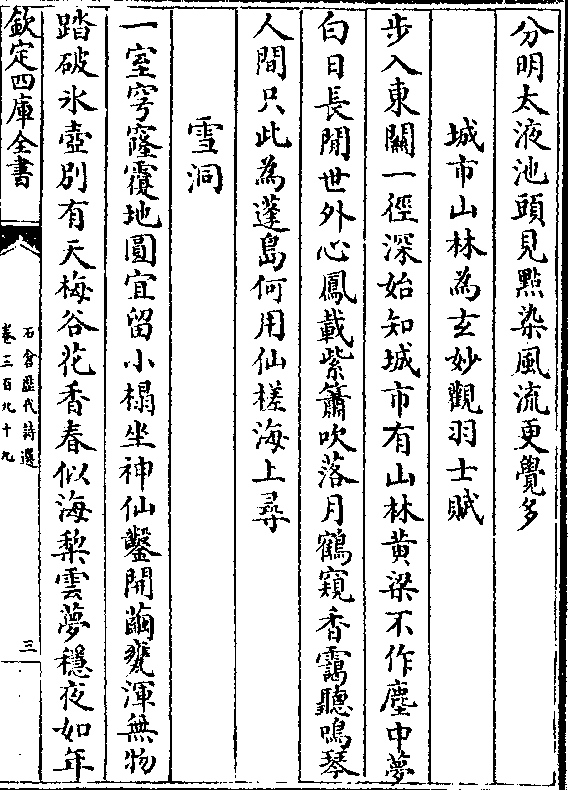 分明太液池頭見點染風流更覺多
城市山林為玄妙觀羽士賦
步入東關一徑深始知城市有山林黄粱不作塵中夢
白日長閒世外心鳳載紫簫吹落月鶴窺香靄聽鳴琴
人間只此為蓬島何用仙槎海上尋
雪洞
一室穹窿覆地圓宜留小榻坐神仙鑿開繭甕渾無物
踏破氷壺别有天梅谷花香春似海梨雲夢穩夜如年
欽定四庫全書
石倉歴代詩選
卷三百九十九
三